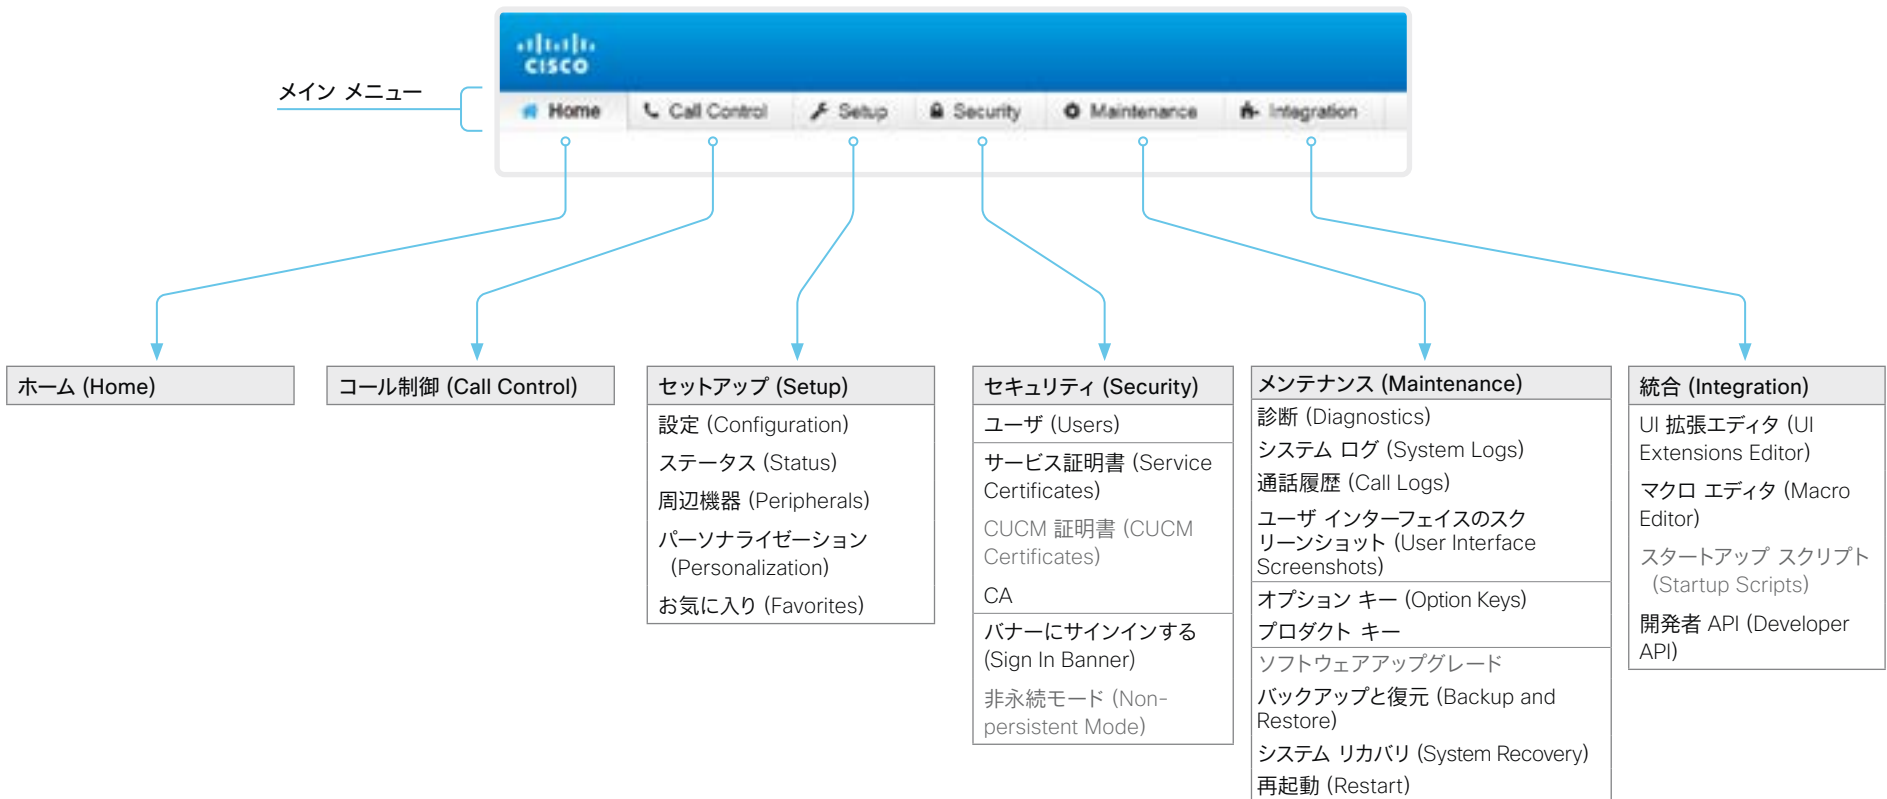 CISCO
メイン メニュー
Home Call Control Setup Security Maintenance Integration
ホーム (Home)
コール制御 (Call Control)
セットアップ (Setup)
設定 (Configuration)
ステータス (Status)
周辺機器 (Peripherals)
パーソナライゼーション
(Personalization)
お気に入り (Favorites)
セキュリティ (Security)
ユーザ (Users)
サービス証明書 (Service
Certificates)
CUCM 証明書 (CUCM
Certificates)
CA
バナーにサインインする
(Sign In Banner)
非永続モード (Non-
persistent Mode)
メンテナンス (Maintenance)
診断 (Diagnostics)
システム ログ (System Logs)
通話履歴 (Call Logs)
ユーザ インターフェイスのスク
リーンショット (User Interface
Screenshots)
オプション キー (Option Keys)
プロダクト キー
ソフトウェアアップグレード
バックアップと復元 (Backup and
Restore)
システム リカバリ (System Recovery)
再起動 (Restart)
統合 (Integration)
UI 拡張エディタ (UI
Extensions Editor)
マクロ エディタ (Macro
Editor)
スタートアップ スクリプト
(Startup Scripts)
開発者 API (Developer
API)